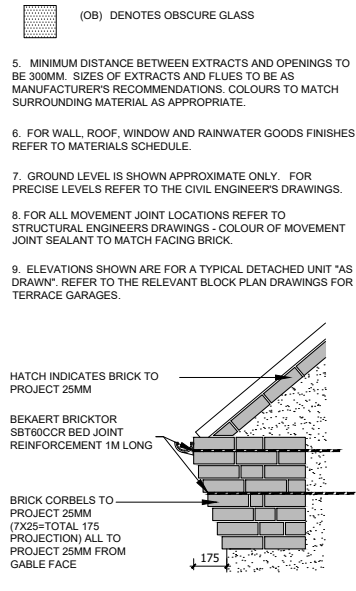 (OB) DENOTES OBSCURE GLASS
5. MINIMUM DISTANCE BETWEEN EXTRACTS AND OPENINGS TO
BE 300MM. SIZES OF EXTRACTS AND FLUES TO BE AS
MANUFACTURER'S RECOMMENDATIONS. COLOURS TO MATCH
SURROUNDING MATERIAL AS APPROPRIATE.
6. FOR WALL, ROOF, WINDOW AND RAINWATER GOODS FINISHES
REFER TO MATERIALS SCHEDULE.
7. GROUND LEVEL IS SHOWN APPROXIMATE ONLY. FOR
PRECISE LEVELS REFER TO THE CIVIL ENGINEER'S DRAWINGS.
8. FOR ALL MOVEMENT JOINT LOCATIONS REFER TO
STRUCTURAL ENGINEERS DRAWINGS - COLOUR OF MOVEMENT
JOINT SEALANT TO MATCH FACING BRICK.
9. ELEVATIONS SHOWN ARE FOR A TYPICAL DETACHED UNIT "AS
DRAWN". REFER TO THE RELEVANT BLOCK PLAN DRAWINGS FOR
TERRACE GARAGES.
HATCH INDICATES BRICK TO
PROJECT 25MM
BEKAERT BRICKTOR
SBT60CCR BED JOINT
REINFORCEMENT 1M LONG
BRICK CORBELS TO
PROJECT 25MM
(7X25=TOTAL 175
PROJECTION) ALL TO
PROJECT 25MM FROM
GABLE FACE
175